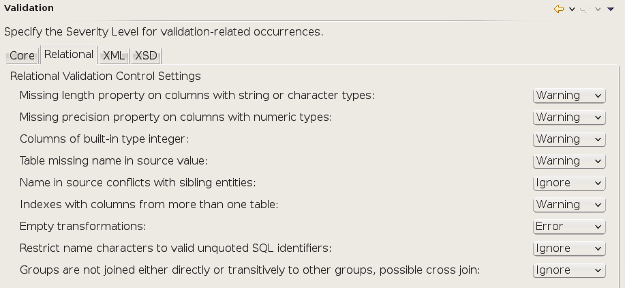 Validation
Specify the Severity Level for validation-related occurrences.
Core Relational XML XSD
Relational Validation Control Settings
Missing length property on columns with string or character types: Warning
Missing precision property on columns with numeric types: Warning
Columns of built-in type integer: Warning
Table missing name in source value: Warning
Name in source conflicts with sibling entities: Ignore
Indexes with columns from more than one table: Warning
Empty transformations: Error
Restrict name characters to valid unquoted SQL identifiers: Ignore
Groups are not joined either directly or transitively to other groups, possible cross join: Ignore